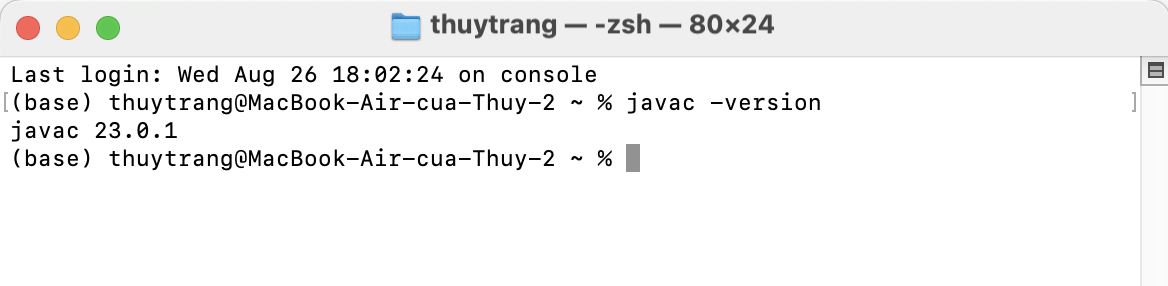 thuytrang — -zsh — 80×24
Last login: Wed Aug 26 18:02:24 on console
[(base) thuytrang@MacBook-Air-cua-Thuy-2 ~ % javac -version ]
javac 23.0.1
(base) thuytrang@MacBook-Air-cua-Thuy-2 ~ %